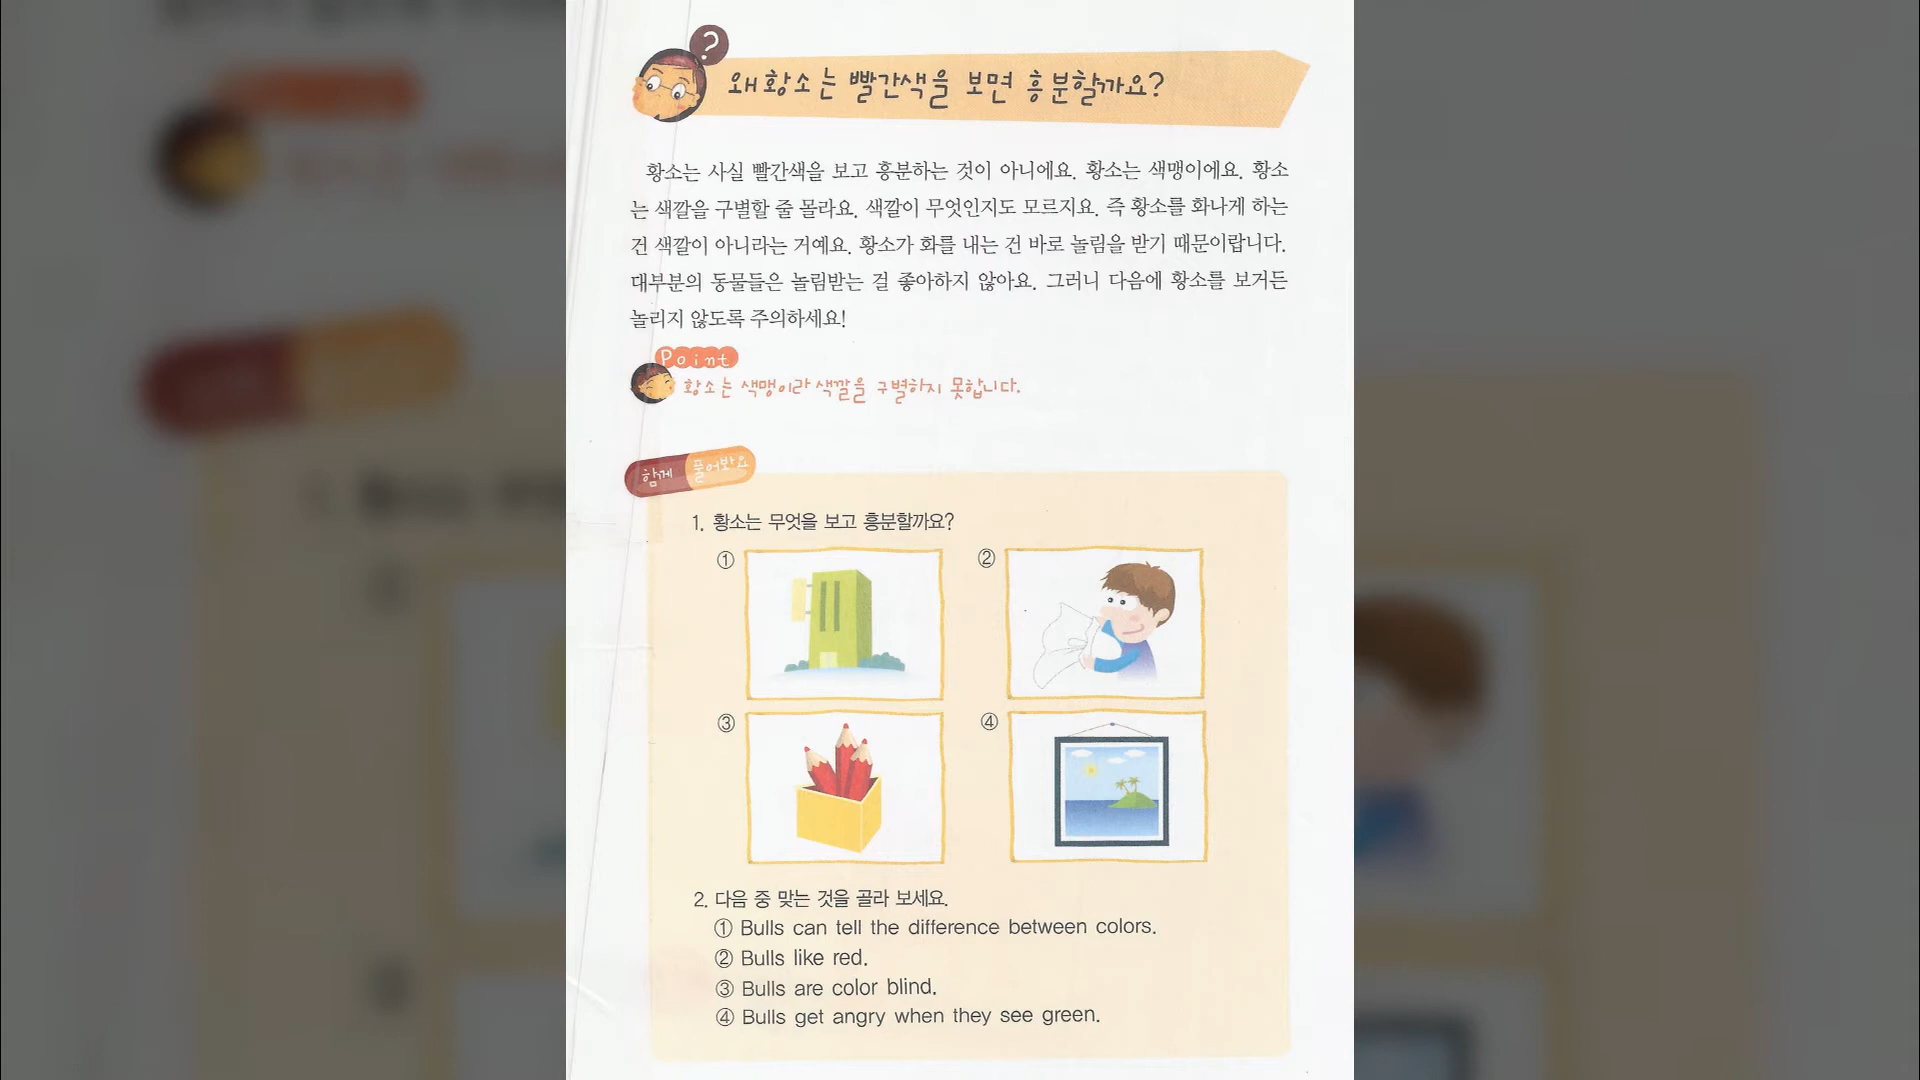 ?
왜 황소는 빨간색을 보면 흥분할까요?
황소는 사실 빨간색을 보고 흥분하는 것이 아니에요. 황소는 색맹이에요. 황소
는 색깔을 구별할 줄 몰라요. 색깔이 무엇인지도 모르지요. 즉 황소를 화나게 하는
건 색깔이 아니라는 거예요. 황소가 화를 내는 건 바로 놀림을 받기 때문이랍니다.
대부분의 동물들은 놀림받는 걸 좋아하지 않아요. 그러니 다음에 황소를 보거든
놀리지 않도록 주의하세요!
Point
황소는 색맹이라 색깔을 구별하지 못합니다.
함께 풀어봐요
1. 황소는 무엇을 보고 흥분할까요?
① ②
③ ④
2. 다음 중 맞는 것을 골라 보세요.
① Bulls can tell the difference between colors.
② Bulls like red.
③ Bulls are color blind.
④ Bulls get angry when they see green.